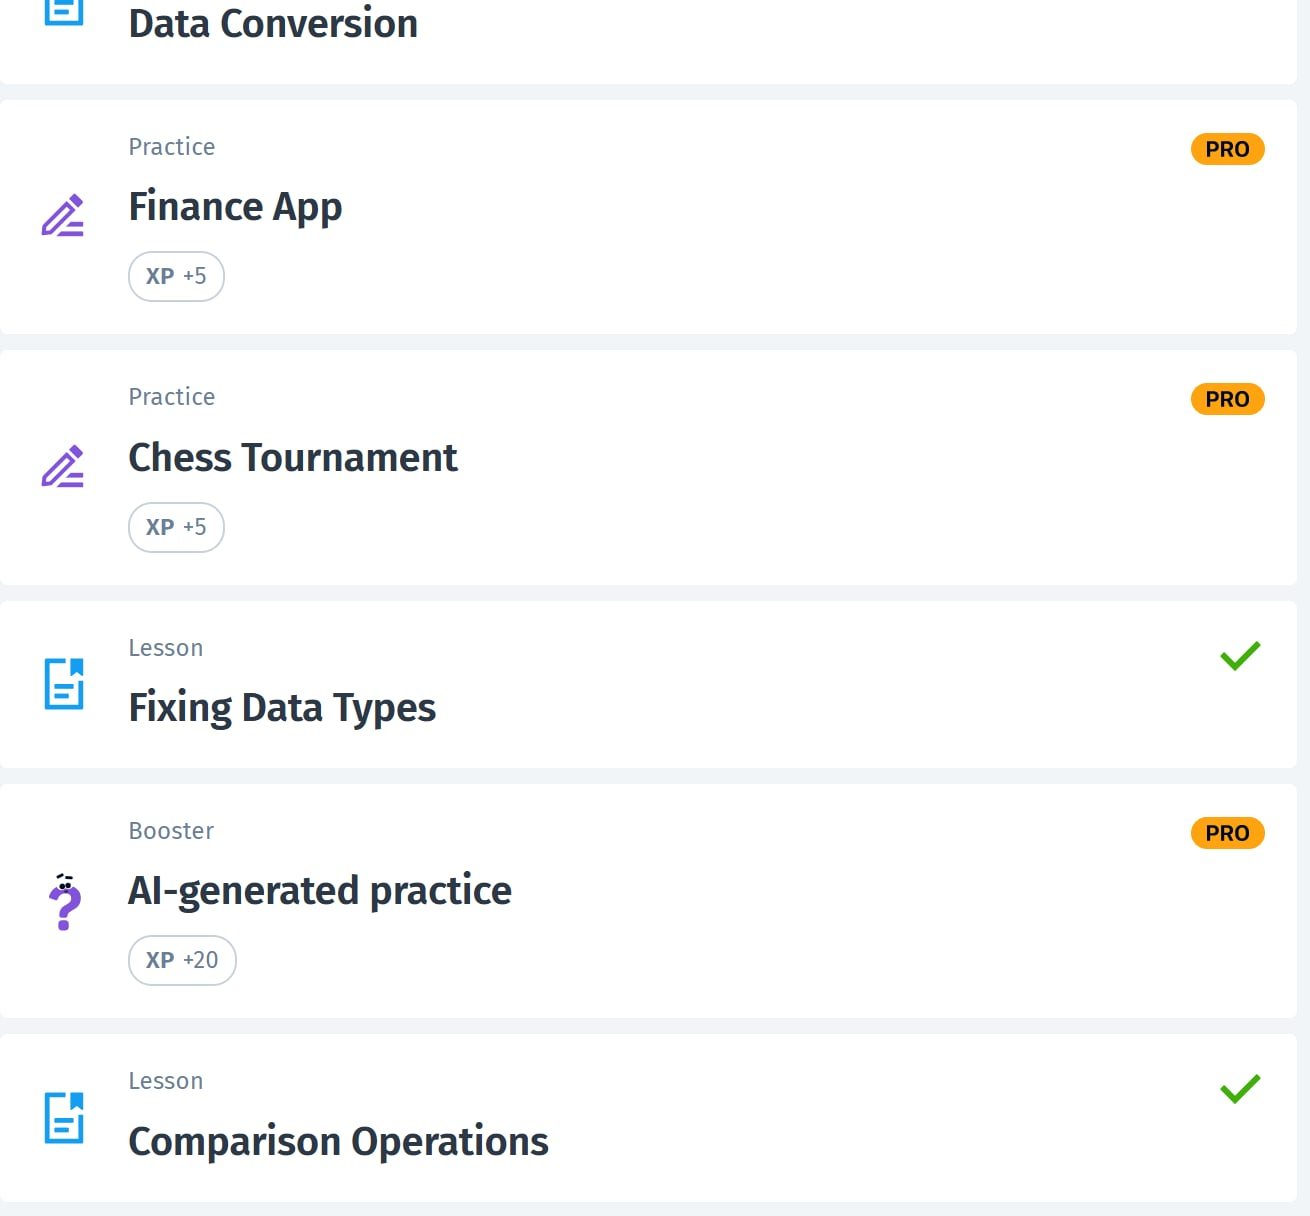 Data Conversion
Practice
PRO
Finance App
XP +5
Practice
PRO
Chess Tournament
XP +5
Lesson
Fixing Data Types
Booster
PRO
AI-generated practice
XP +20
Lesson
Comparison Operations